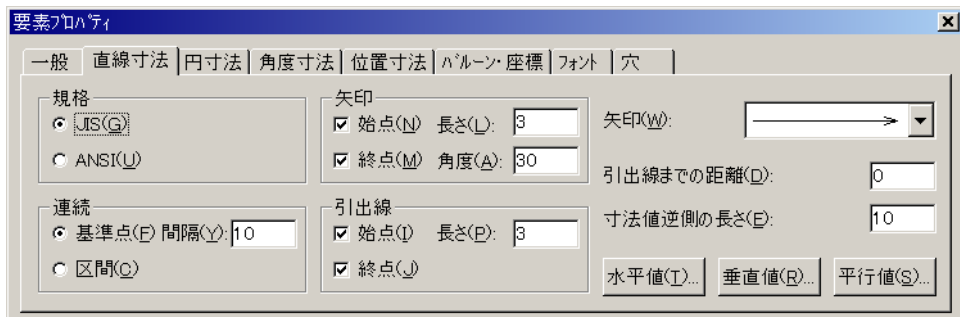 要素ﾌﾟﾛﾊﾟﾃｨ
一般 直線寸法 円寸法 角度寸法 位置寸法 ﾊﾞﾙｰﾝ・座標 ﾌｫﾝﾄ 穴
規格
JIS(G)
ANSI(U)
矢印
始点(N) 長さ(L): 3
終点(M) 角度(A): 30
矢印(W):
引出線までの距離(D): 0
寸法値逆側の長さ(E): 10
連続
基準点(F) 間隔(Y): 10
区間(C)
引出線
始点(I) 長さ(P): 3
終点(J)
水平値(T)... 垂直値(R)... 平行値(S)...